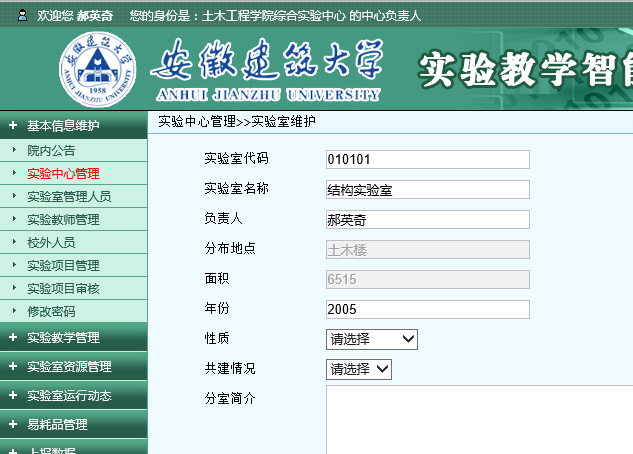 欢迎您 郝英奇 您的身份是：土木工程学院综合实验中心 的中心负责人
安徽建筑大学
ANHUI JIANZHU UNIVERSITY
1958
实验教学智能
基本信息维护
院内公告
实验中心管理
实验室管理人员
实验教师管理
校外人员
实验项目管理
实验项目审核
修改密码
实验教学管理
实验室资源管理
实验室运行动态
易耗品管理
上报数据
实验中心管理>>实验室维护
实验室代码 010101
实验室名称 结构实验室
负责人 郝英奇
分布地点 土木楼
面积 6515
年份 2005
性质 请选择
共建情况 请选择
分室简介